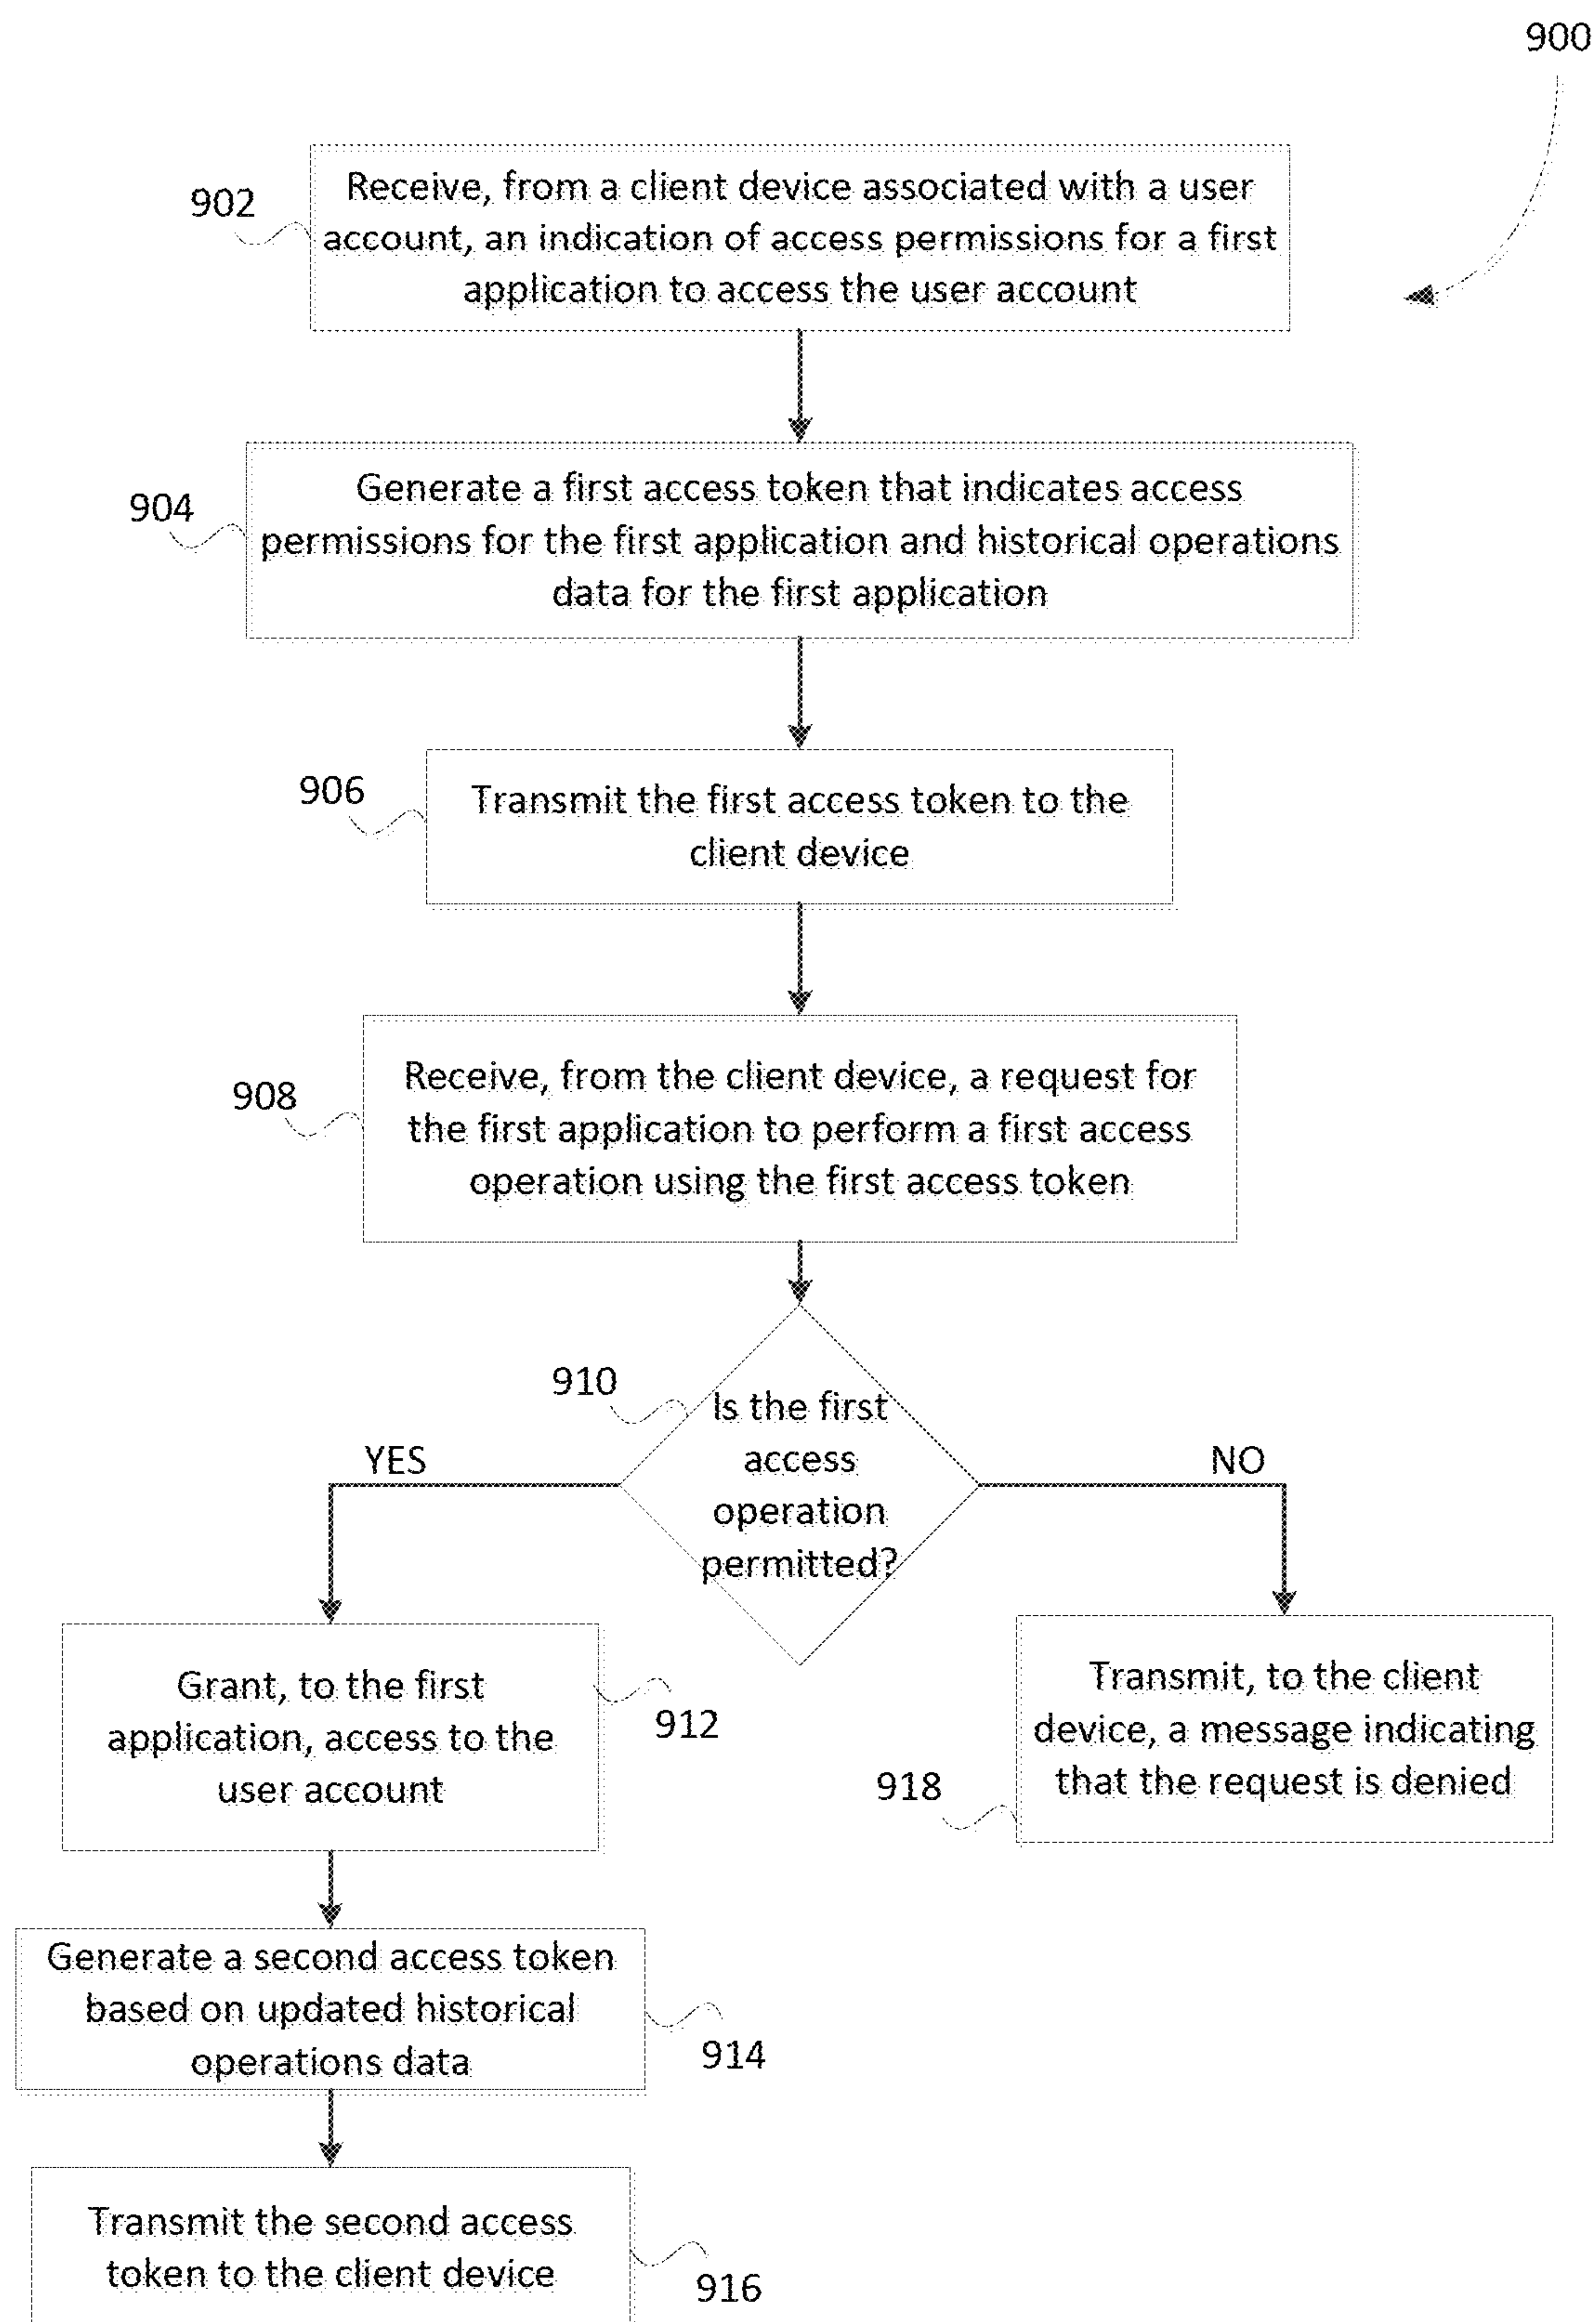 900
902
Receive, from a client device associated with a user
account, an indication of access permissions for a first
application to access the user account
904
Generate a first access token that indicates access
permissions for the first application and historical operations
data for the first application
906
Transmit the first access token to the
client device
908
Receive, from the client device, a request for
the first application to perform a first access
operation using the first access token
910
Is the first
access
operation
permitted?
YES
NO
Grant, to the first
application, access to the
user account
912
Transmit, to the client
device, a message indicating
that the request is denied
918
Generate a second access token
based on updated historical
operations data
914
Transmit the second access
token to the client device
916